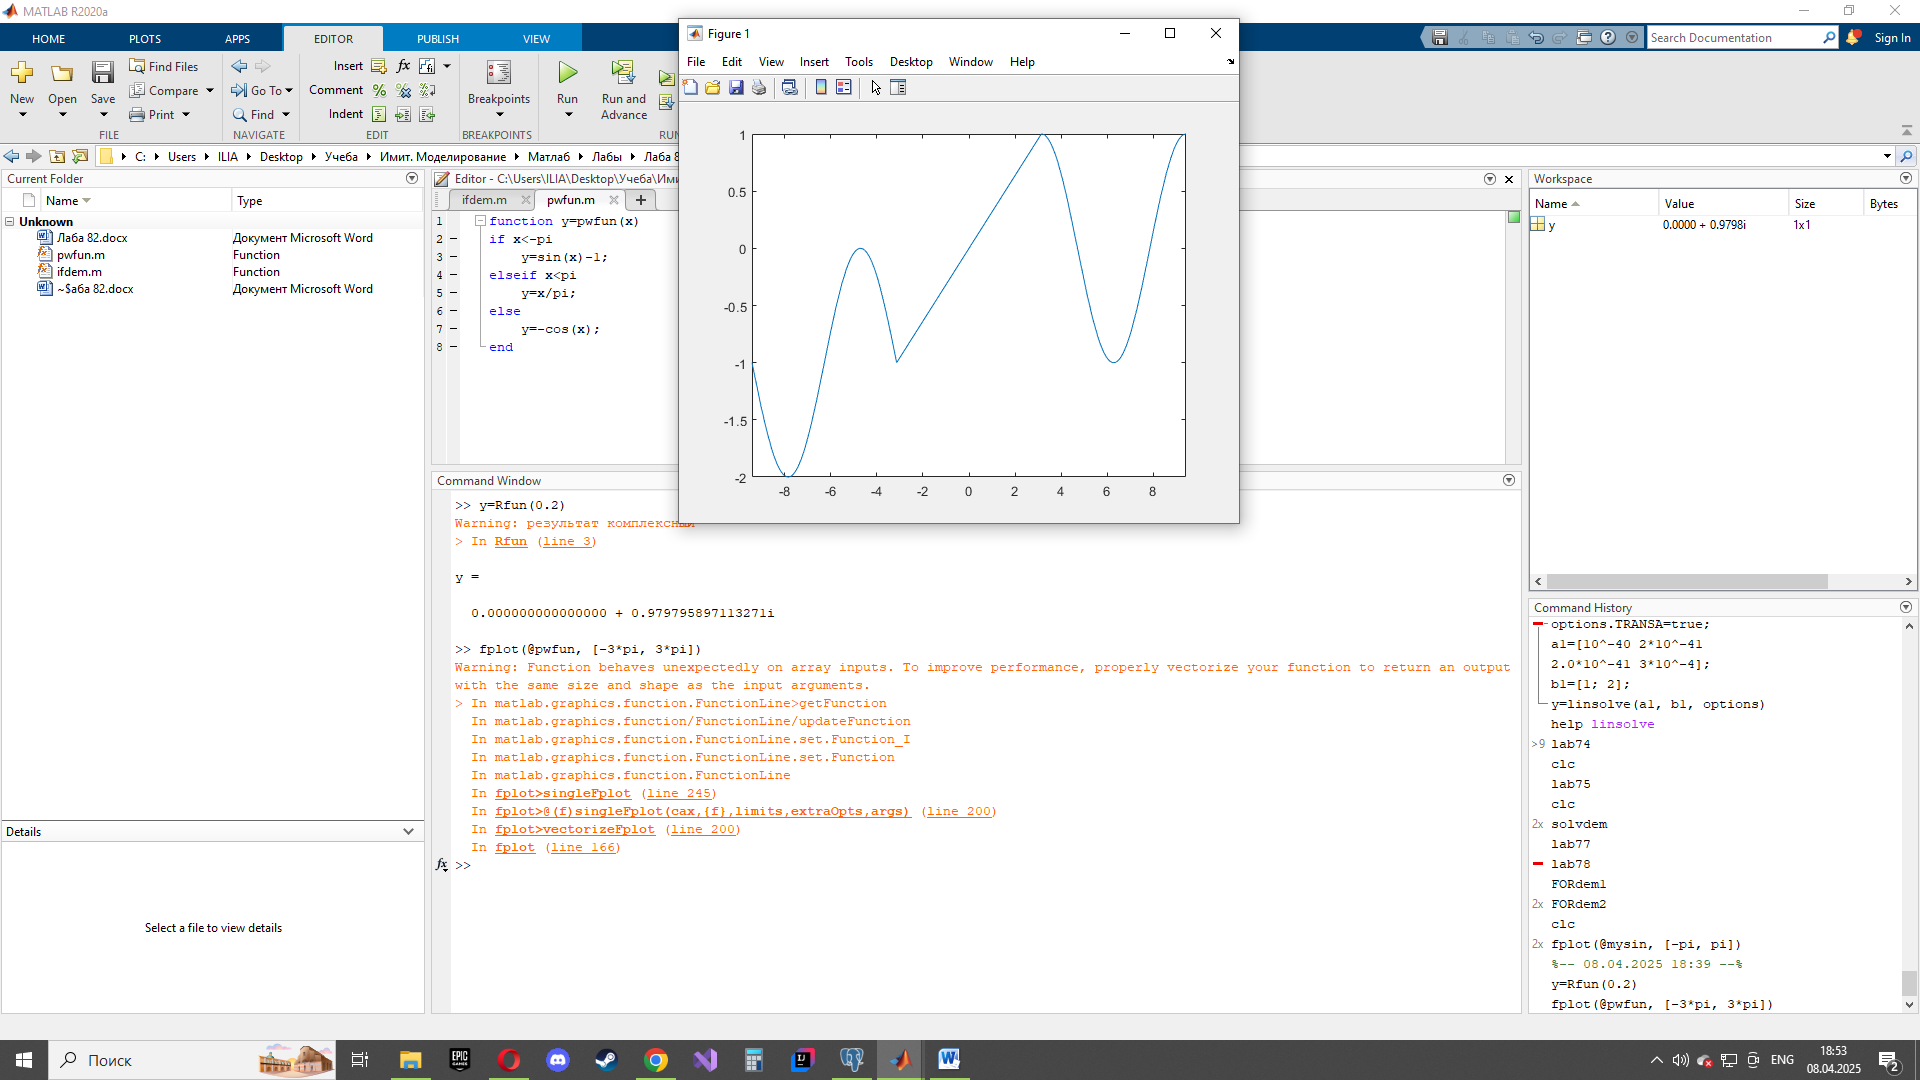 MATLAB R2020a
HOME PLOTS APPS EDITOR PUBLISH VIEW
Search Documentation
Sign In
New
Open
Save
Find Files
Compare
Print
FILE
Go To
Find
NAVIGATE
Insert
Comment
Indent
fx
EDIT
Breakpoints
BREAKPOINTS
Run
Run and
Advance
RUN
C: Users ILIA Desktop Учеба Имит. Моделирование Матлаб Лабы Лаба 8
Current Folder
Name Type
Unknown
Лаба 82.docx Документ Microsoft Word
pwfun.m Function
ifdem.m Function
~$аба 82.docx Документ Microsoft Word
Details
Select a file to view details
Editor - C:\Users\ILIA\Desktop\Учеба\Ими
ifdem.m pwfun.m +
1 function y=pwfun(x)
2 – if x<-pi
3 – y=sin(x)-1;
4 – elseif x<pi
5 – y=x/pi;
6 – else
7 – y=-cos(x);
8 – end
Figure 1
File Edit View Insert Tools Desktop Window Help
1
0.5
0
-0.5
-1
-1.5
-2
-8 -6 -4 -2 0 2 4 6 8
Command Window
>> y=Rfun(0.2)
Warning: результат комплексный
> In Rfun (line 3)
y =
0.000000000000000 + 0.979795897113271i
>> fplot(@pwfun, [-3*pi, 3*pi])
Warning: Function behaves unexpectedly on array inputs. To improve performance, properly vectorize your function to return an output
with the same size and shape as the input arguments.
> In matlab.graphics.function.FunctionLine>getFunction
In matlab.graphics.function/FunctionLine/updateFunction
In matlab.graphics.function.FunctionLine.set.Function_I
In matlab.graphics.function.FunctionLine.set.Function
In matlab.graphics.function.FunctionLine
In fplot>singleFplot (line 245)
In fplot>@(f)singleFplot(cax,{f},limits,extraOpts,args) (line 200)
In fplot>vectorizeFplot (line 200)
In fplot (line 166)
fx >>
Workspace
Name Value Size Bytes
y 0.0000 + 0.9798i 1x1
Command History
options.TRANSA=true;
a1=[10^-40 2*10^-41
2.0*10^-41 3*10^-4];
b1=[1; 2];
y=linsolve(a1, b1, options)
help linsolve
>9 lab74
clc
lab75
clc
2x solvdem
lab77
lab78
FORdem1
2x FORdem2
clc
2x fplot(@mysin, [-pi, pi])
%-- 08.04.2025 18:39 --%
y=Rfun(0.2)
fplot(@pwfun, [-3*pi, 3*pi])
Поиск
EPIC
GAMES
IJ
W
ENG
18:53
08.04.2025
2